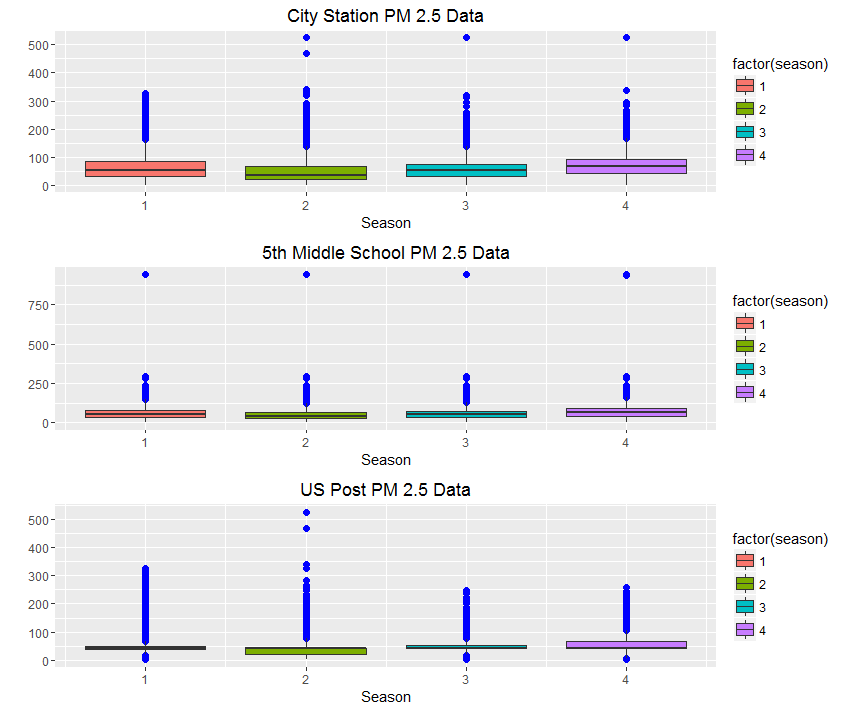 City Station PM 2.5 Data
500
400
300
200
100
0
1 2 3 4
Season
factor(season)
1
2
3
4
5th Middle School PM 2.5 Data
750
500
250
0
1 2 3 4
Season
factor(season)
1
2
3
4
US Post PM 2.5 Data
500
400
300
200
100
0
1 2 3 4
Season
factor(season)
1
2
3
4